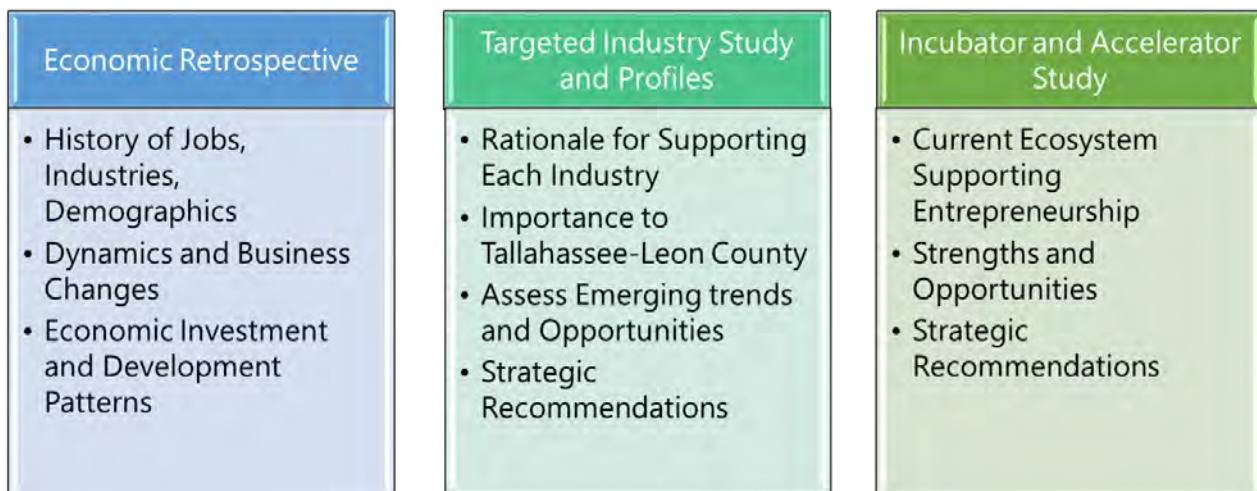 Economic Retrospective
• History of Jobs,
Industries,
Demographics
• Dynamics and Business
Changes
• Economic Investment
and Development
Patterns
Targeted Industry Study
and Profiles
• Rationale for Supporting
Each Industry
• Importance to
Tallahassee-Leon County
• Assess Emerging trends
and Opportunities
• Strategic
Recommendations
Incubator and Accelerator
Study
• Current Ecosystem
Supporting
Entrepreneurship
• Strengths and
Opportunities
• Strategic
Recommendations